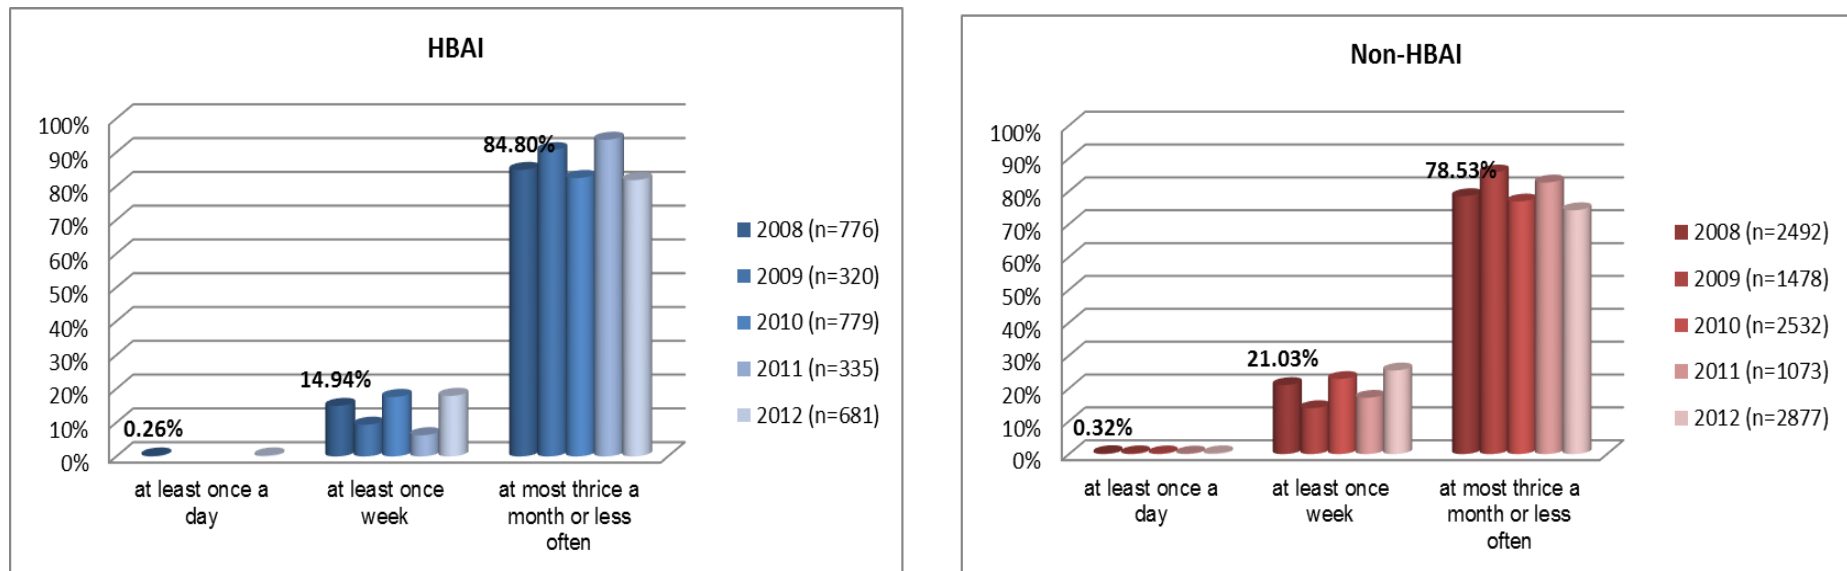 HBAI
100%
90%
80%
70%
60%
50%
40%
30%
20%
10%
0%
0.26%
14.94%
84.80%
at least once a
day
at least once
week
at most thrice a
month or less
often
2008 (n=776)
2009 (n=320)
2010 (n=779)
2011 (n=335)
2012 (n=681)
Non-HBAI
100%
90%
80%
70%
60%
50%
40%
30%
20%
10%
0%
0.32%
21.03%
78.53%
at least once a
day
at least once
week
at most thrice a
month or less
often
2008 (n=2492)
2009 (n=1478)
2010 (n=2532)
2011 (n=1073)
2012 (n=2877)